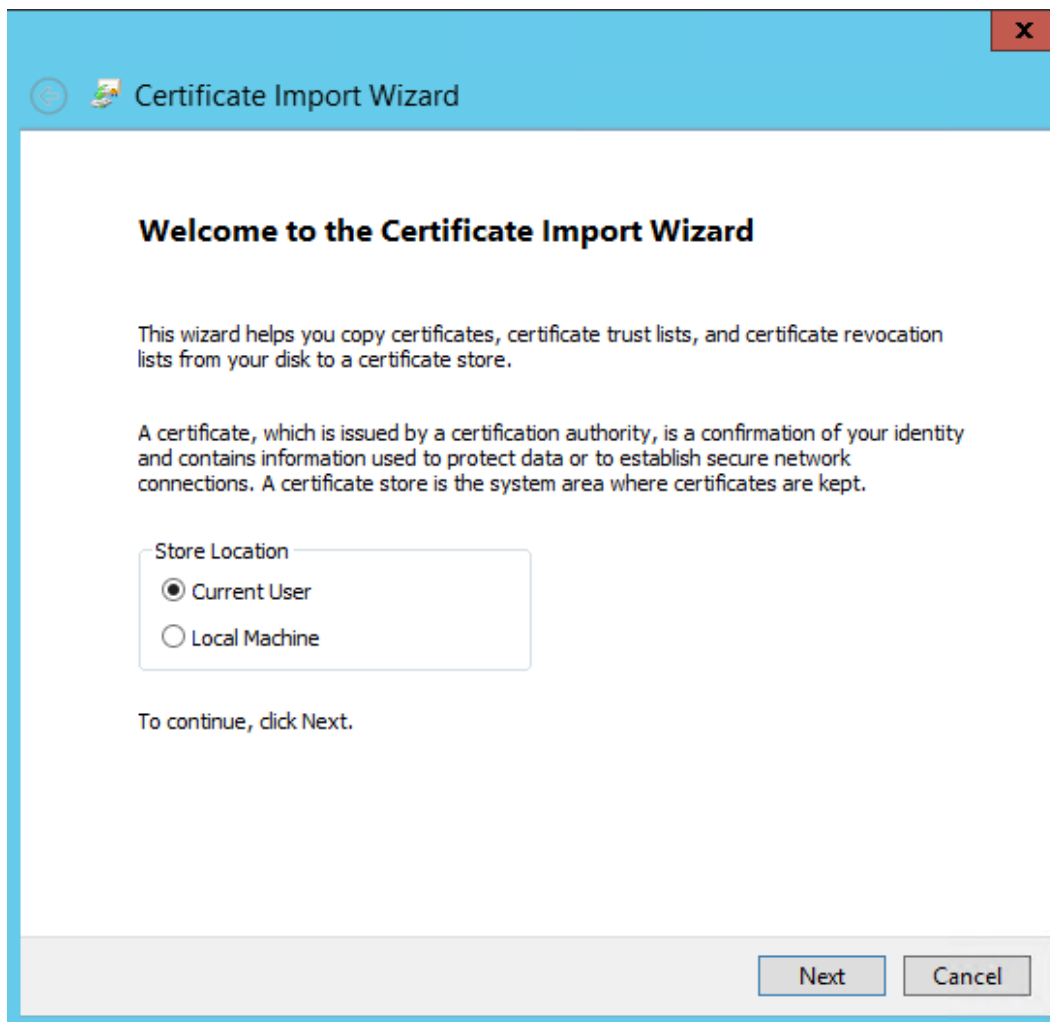 x
Certificate Import Wizard
Welcome to the Certificate Import Wizard
This wizard helps you copy certificates, certificate trust lists, and certificate revocation
lists from your disk to a certificate store.
A certificate, which is issued by a certification authority, is a confirmation of your identity
and contains information used to protect data or to establish secure network
connections. A certificate store is the system area where certificates are kept.
Store Location
Current User
Local Machine
To continue, click Next.
Next Cancel